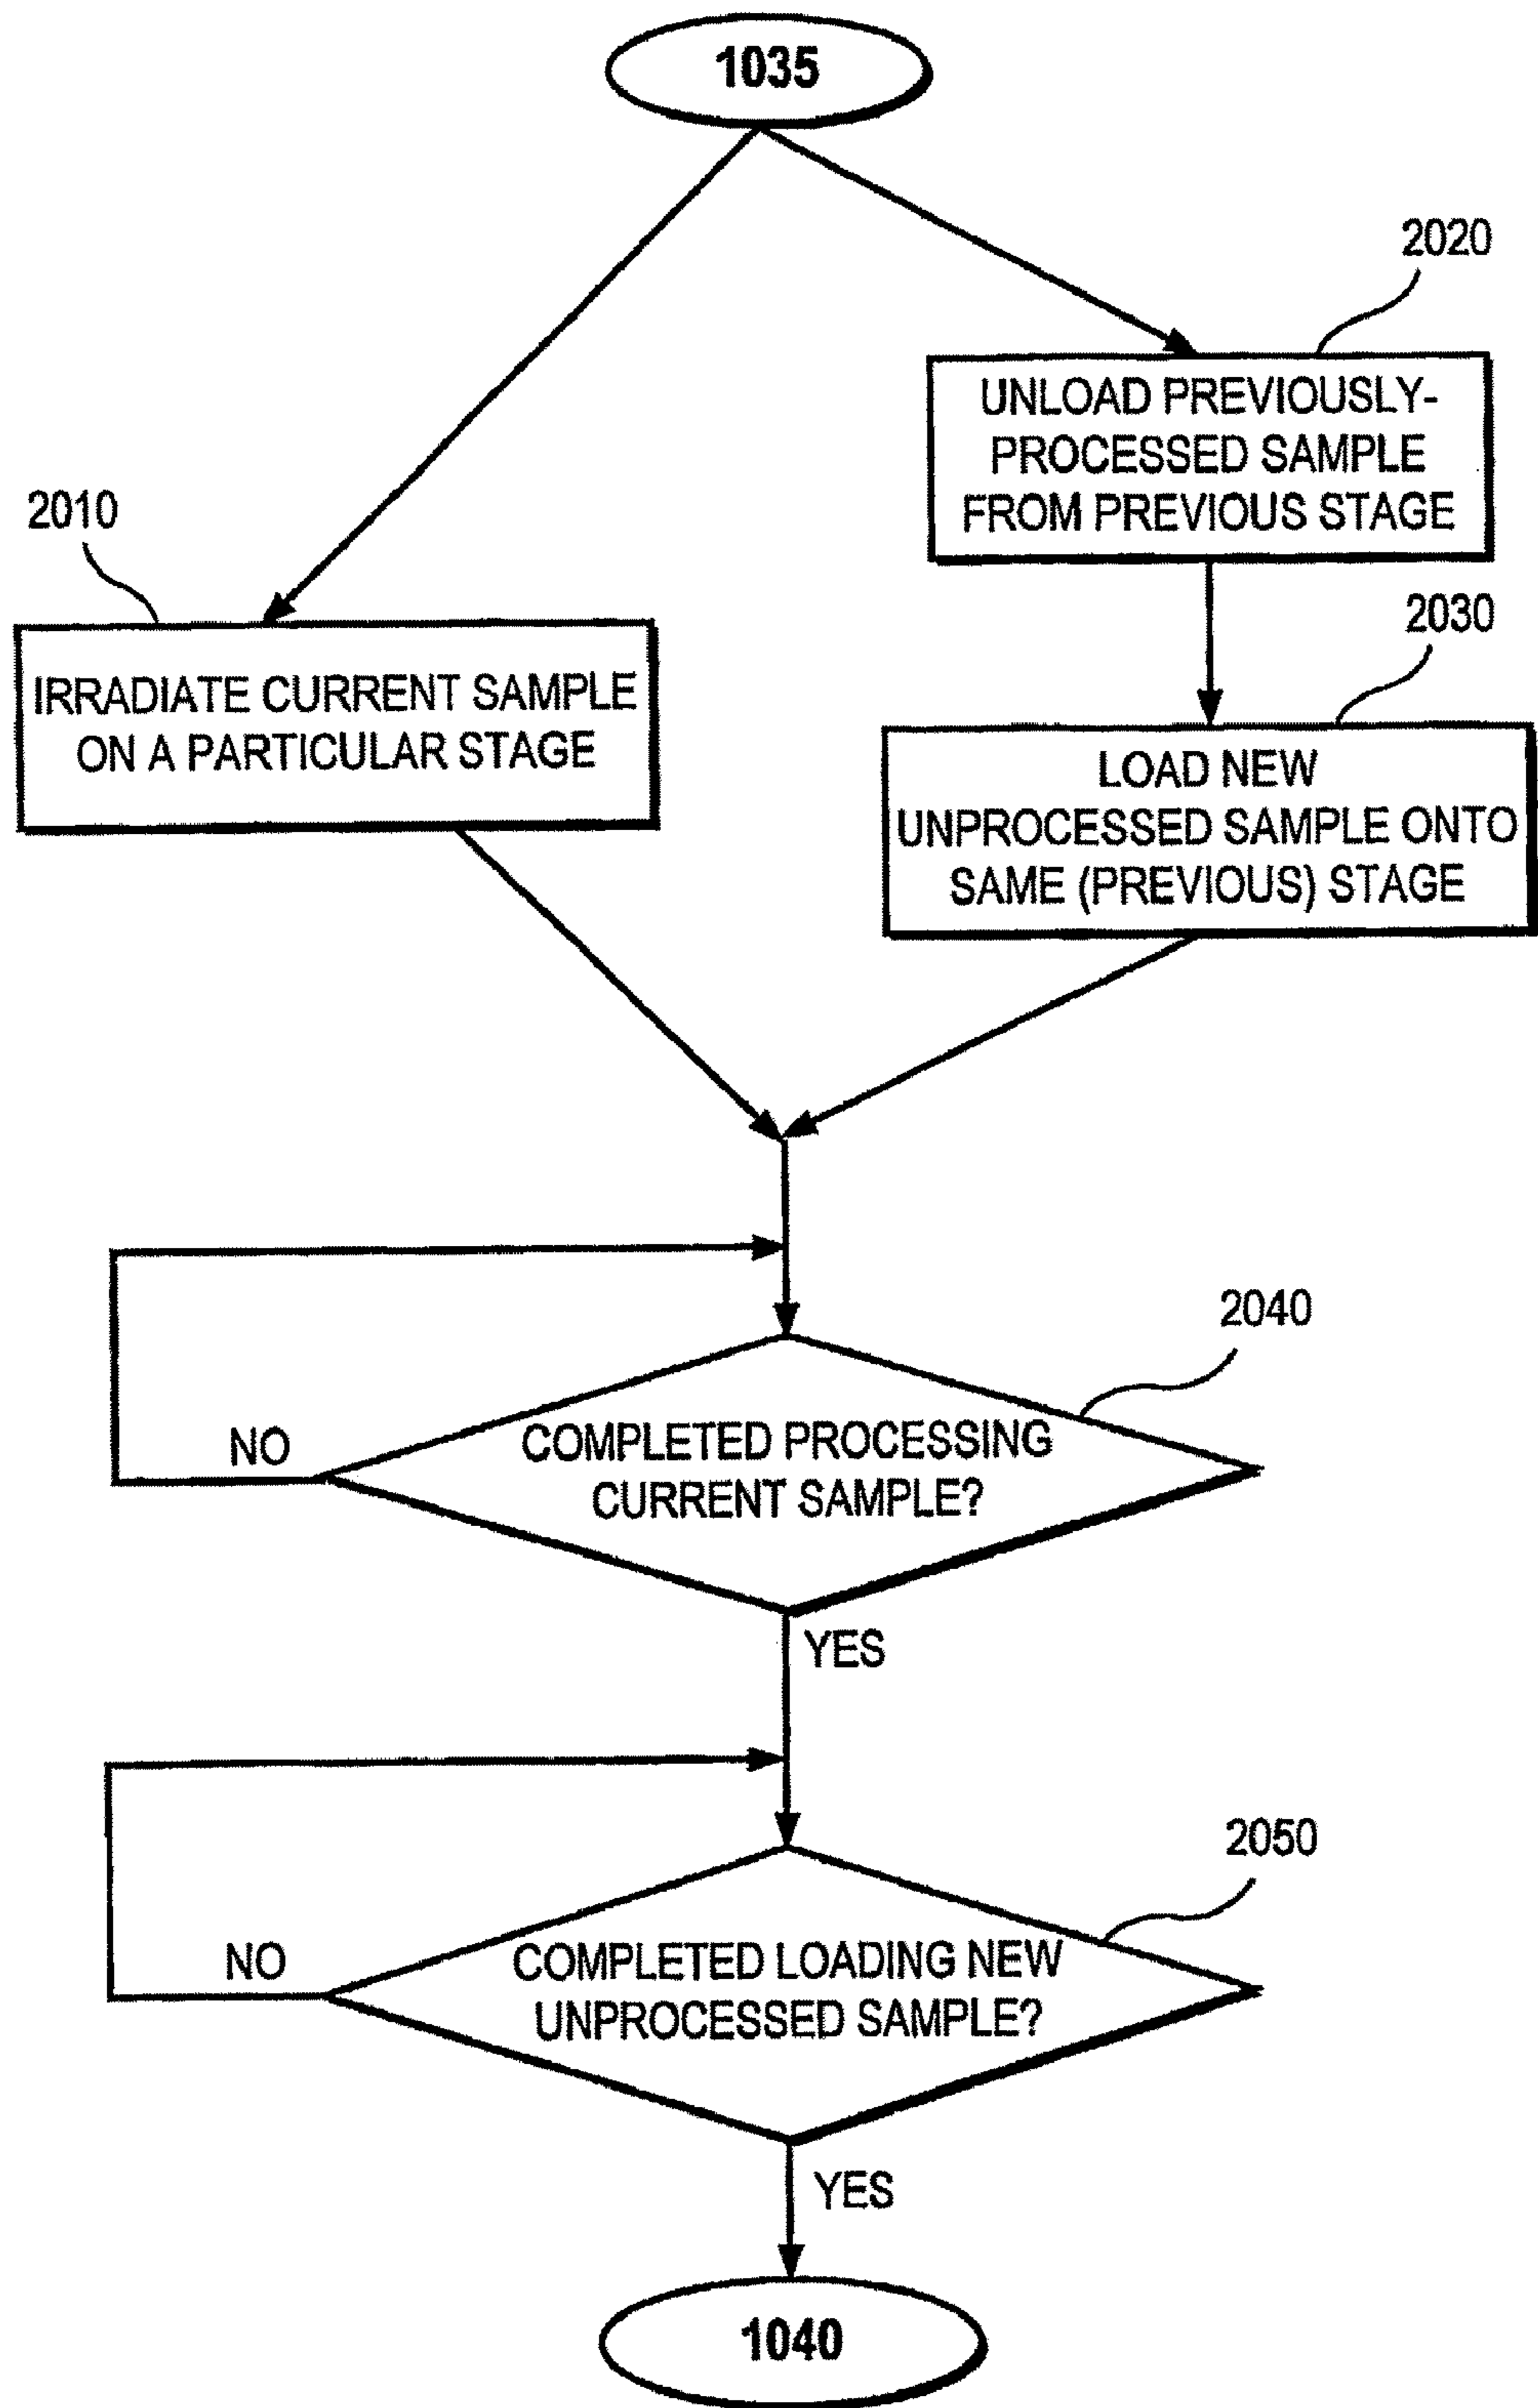 1035
2020
UNLOAD PREVIOUSLY-
PROCESSED SAMPLE
FROM PREVIOUS STAGE
2010
IRRADIATE CURRENT SAMPLE
ON A PARTICULAR STAGE
2030
LOAD NEW
UNPROCESSED SAMPLE ONTO
SAME (PREVIOUS) STAGE
2040
NO
COMPLETED PROCESSING
CURRENT SAMPLE?
YES
2050
NO
COMPLETED LOADING NEW
UNPROCESSED SAMPLE?
YES
1040